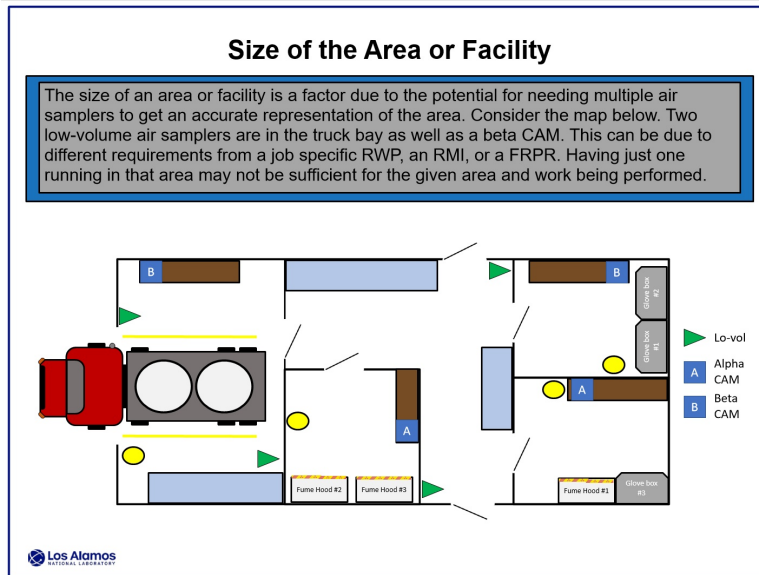 Size of the Area or Facility
The size of an area or facility is a factor due to the potential for needing multiple air
samplers to get an accurate representation of the area. Consider the map below. Two
low-volume air samplers are in the truck bay as well as a beta CAM. This can be due to
different requirements from a job specific RWP, an RMI, or a FRPR. Having just one
running in that area may not be sufficient for the given area and work being performed.
B
B
Glove box
#2
Glove box
#1
Lo-vol
A
Alpha
CAM
B
Beta
CAM
A
A
Fume Hood #2
Fume Hood #3
Fume Hood #1
Glove box
#3
Los Alamos
NATIONAL LABORATORY